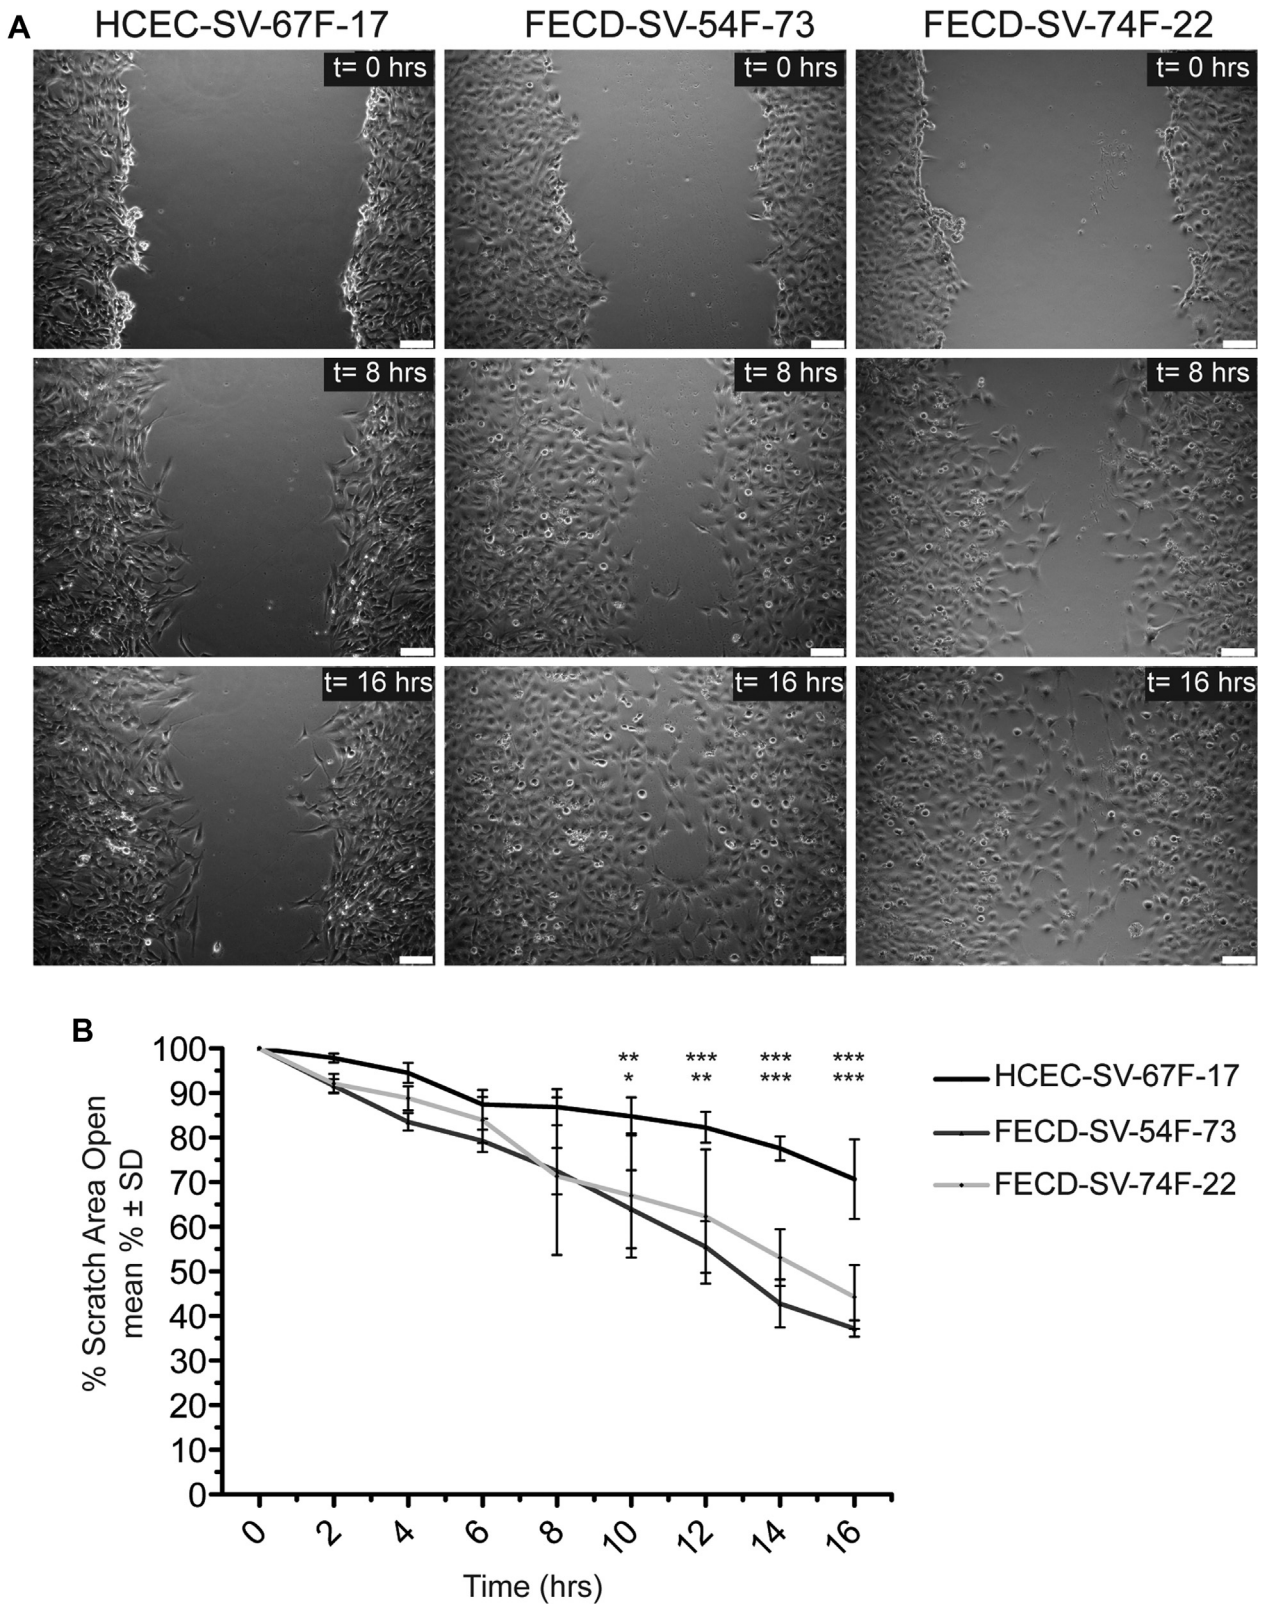 A
HCEC-SV-67F-17
FECD-SV-54F-73
FECD-SV-74F-22
t= 0 hrs
t= 0 hrs
t= 0 hrs
t= 8 hrs
t= 8 hrs
t= 8 hrs
t= 16 hrs
t= 16 hrs
t= 16 hrs
B
% Scratch Area Open
mean % ± SD
100
90
80
70
60
50
40
30
20
10
0
** *** *** ***
* ** *** ***
HCEC-SV-67F-17
FECD-SV-54F-73
FECD-SV-74F-22
0 2 4 6 8 10 12 14 16
Time (hrs)